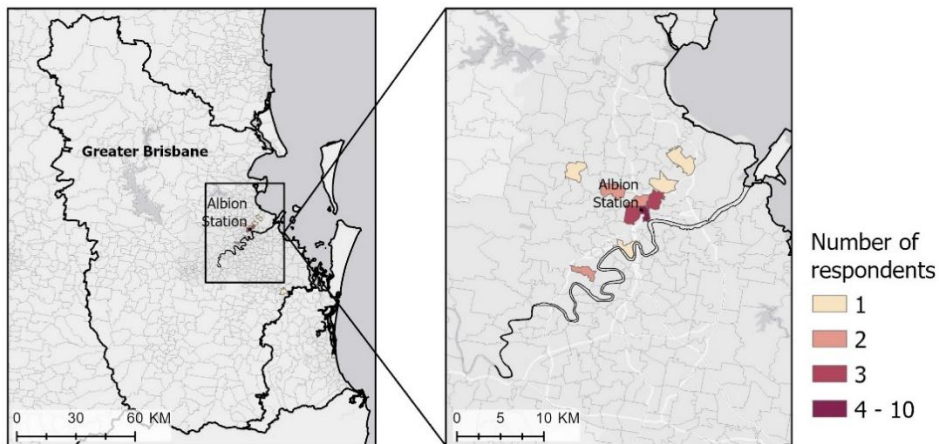 Greater Brisbane
Albion
Station
0 30 60 KM
Albion
Station
0 5 10 KM
Number of
respondents
1
2
3
4 - 10